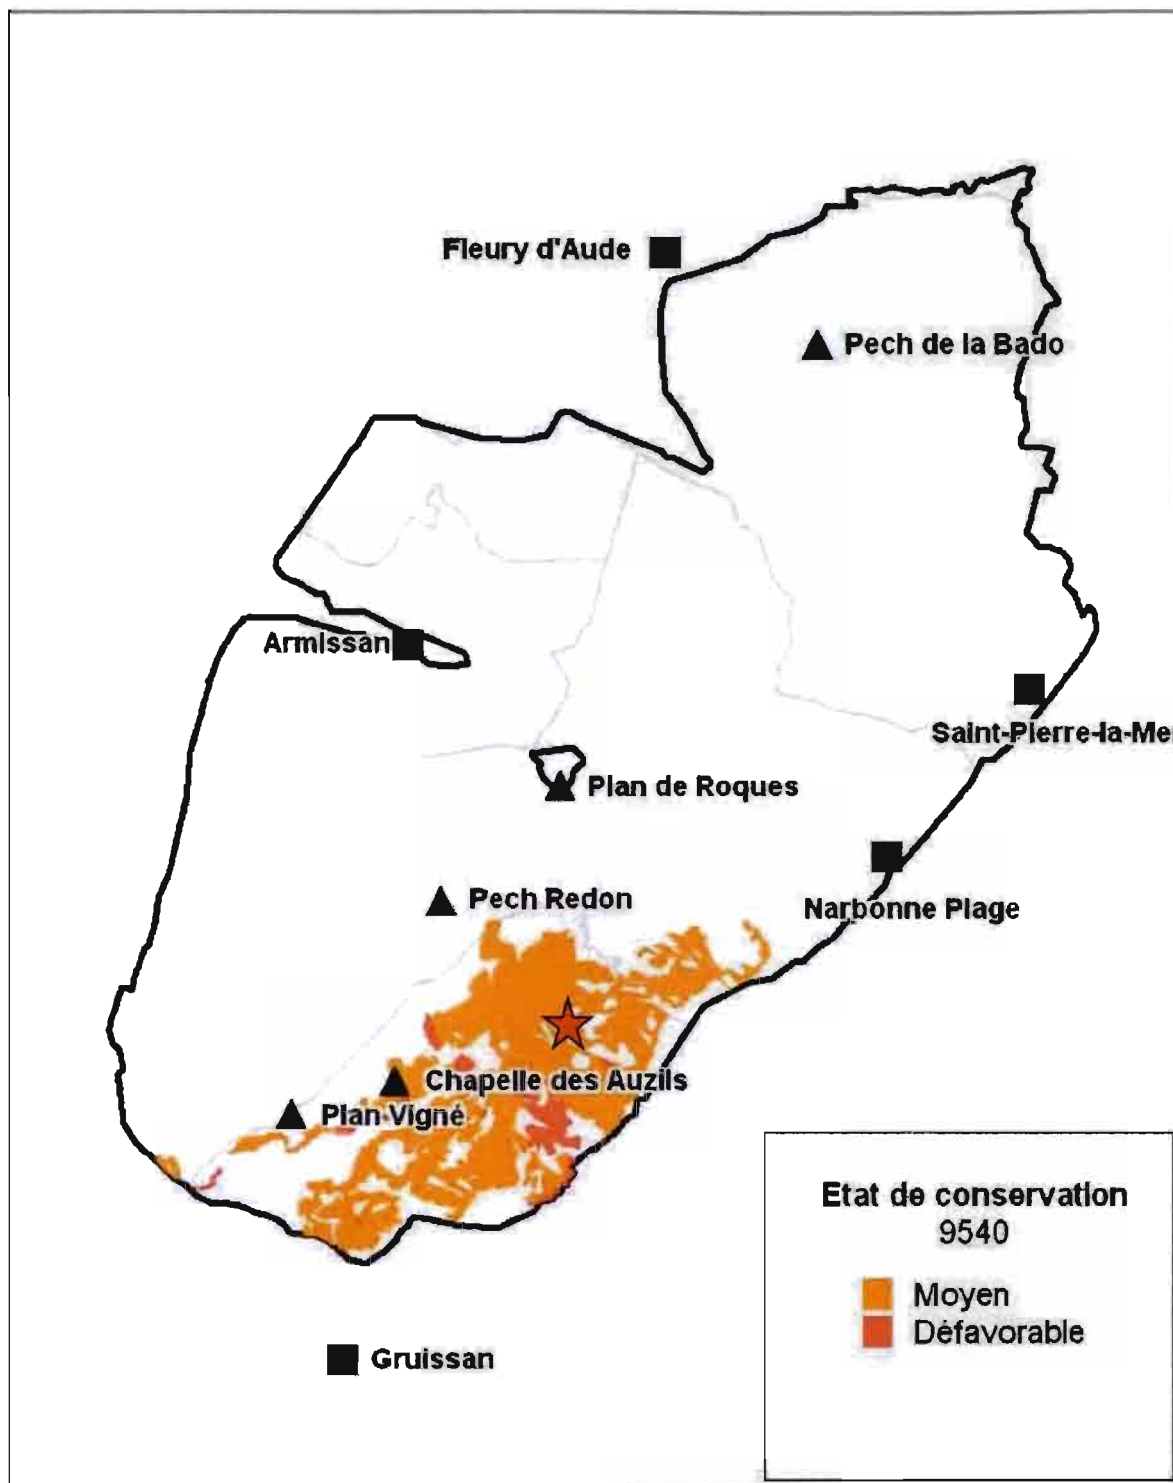 Fleury d'Aude
Pech de la Bado
Armissan
Saint-Pierre-la-Me
Plan de Roques
Pech Redon
Narbonne Plage
Chapelle des Auzils
Plan Vigné
Etat de conservation
9540
Moyen
Défavorable
Gruissan